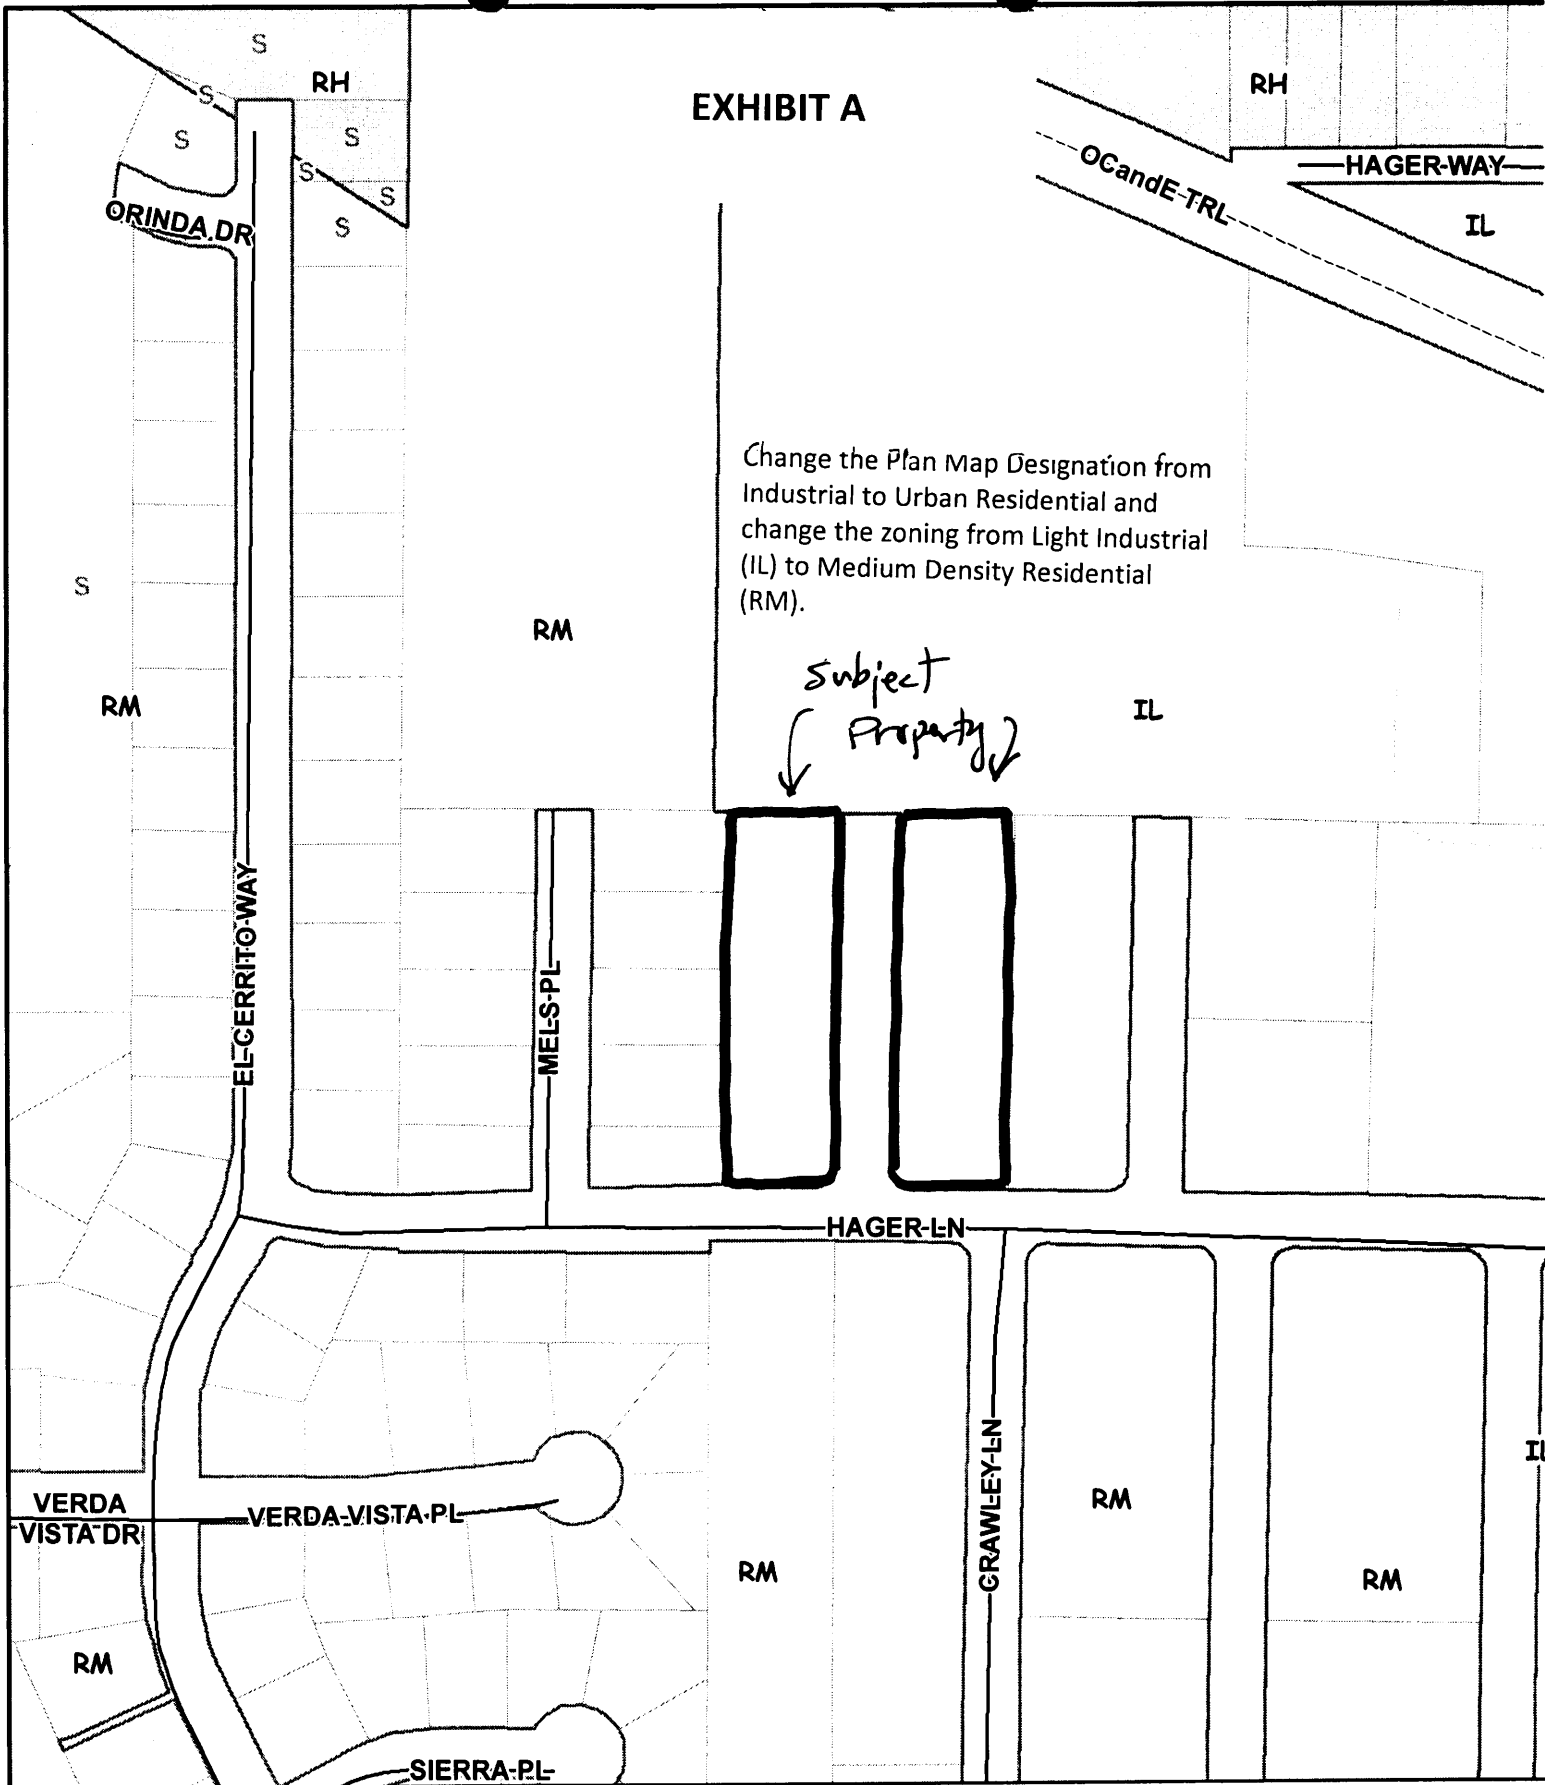 S
RH
RH
S
EXHIBIT A
S
S
S
OCandE TRL
HAGER WAY
S
ORINDA DR
S
IL
Change the Plan Map Designation from
Industrial to Urban Residential and
change the zoning from Light Industrial
(IL) to Medium Density Residential
(RM).
S
RM
Subject
Property
RM
IL
EL CERRITO WAY
MELS PL
HAGER LN
CRAWLEY LN
VERDA
VISTA DR
VERDA VISTA PL
RM
RM
RM
IL
RM
SIERRA PL